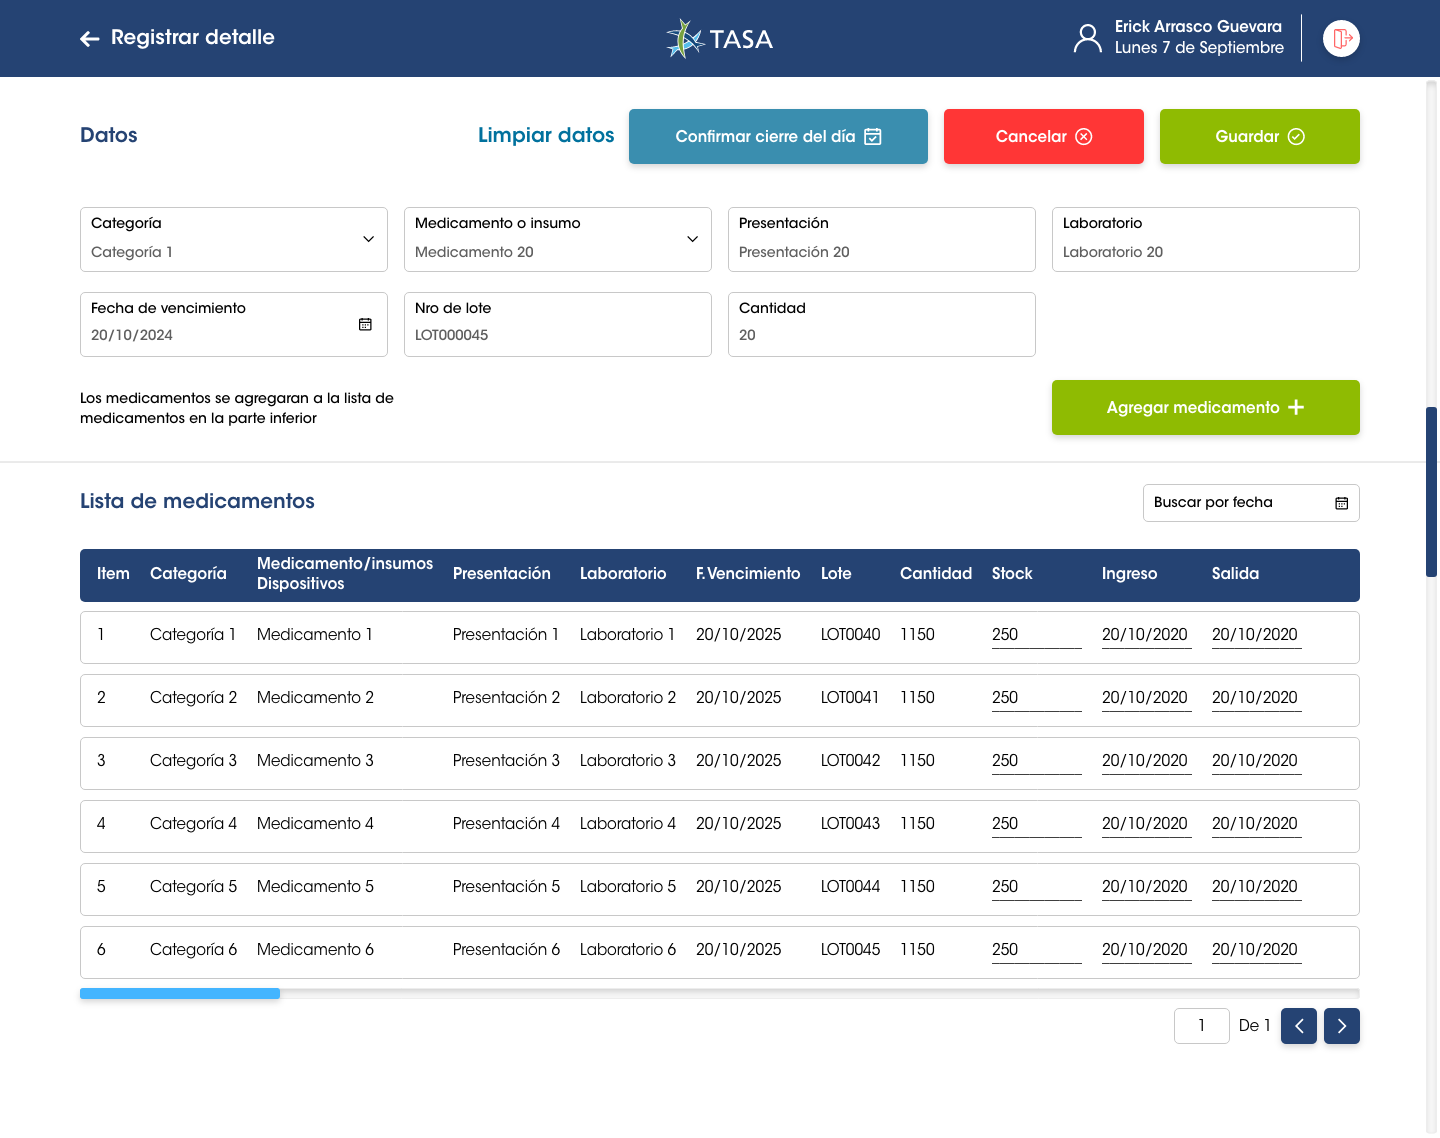 Registrar detalle
TASA
Erick Arrasco Guevara
Lunes 7 de Septiembre
Datos
Limpiar datos
Confirmar cierre del día
Cancelar
Guardar
Categoría
Categoría 1
Medicamento o insumo
Medicamento 20
Presentación
Presentación 20
Laboratorio
Laboratorio 20
Fecha de vencimiento
20/10/2024
Nro de lote
LOT000045
Cantidad
20
Los medicamentos se agregaran a la lista de
medicamentos en la parte inferior
Agregar medicamento
Lista de medicamentos
Buscar por fecha
Item Categoría Medicamento/insumos Dispositivos Presentación Laboratorio F. Vencimiento Lote Cantidad Stock Ingreso Salida
1 Categoría 1 Medicamento 1 Presentación 1 Laboratorio 1 20/10/2025 LOT0040 1150 250 20/10/2020 20/10/2020
2 Categoría 2 Medicamento 2 Presentación 2 Laboratorio 2 20/10/2025 LOT0041 1150 250 20/10/2020 20/10/2020
3 Categoría 3 Medicamento 3 Presentación 3 Laboratorio 3 20/10/2025 LOT0042 1150 250 20/10/2020 20/10/2020
4 Categoría 4 Medicamento 4 Presentación 4 Laboratorio 4 20/10/2025 LOT0043 1150 250 20/10/2020 20/10/2020
5 Categoría 5 Medicamento 5 Presentación 5 Laboratorio 5 20/10/2025 LOT0044 1150 250 20/10/2020 20/10/2020
6 Categoría 6 Medicamento 6 Presentación 6 Laboratorio 6 20/10/2025 LOT0045 1150 250 20/10/2020 20/10/2020
1 De 1